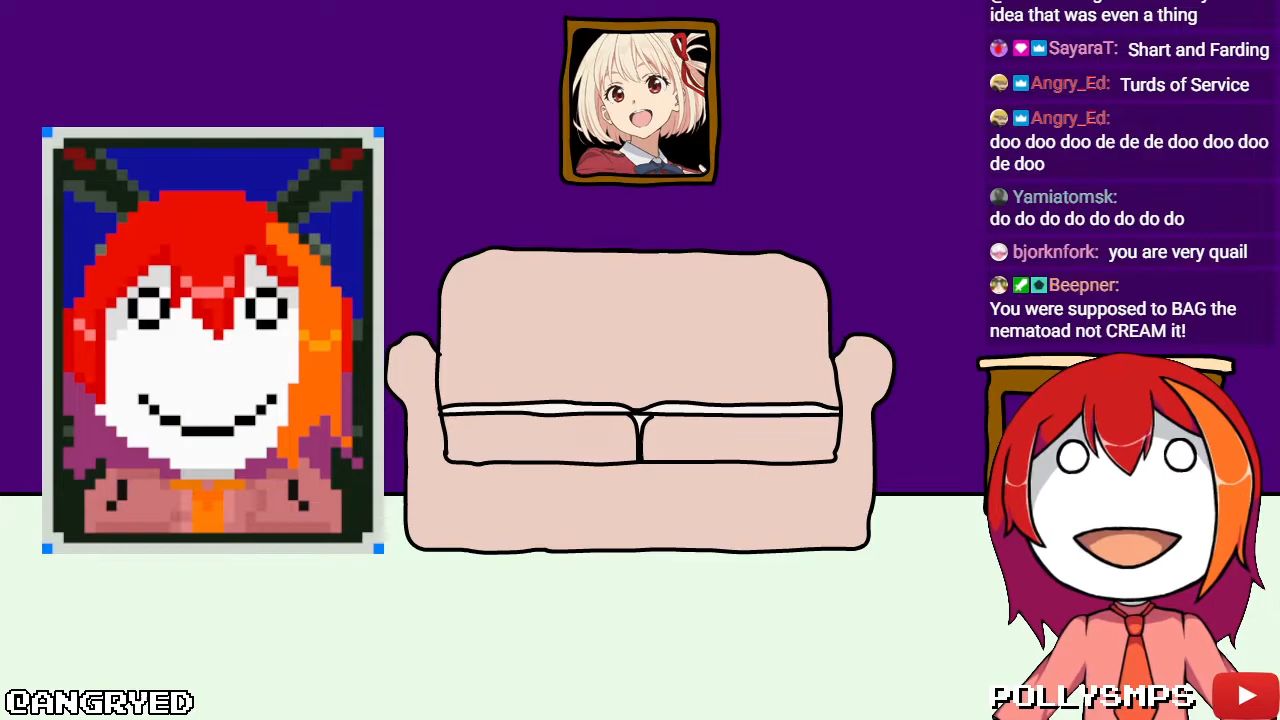 idea that was even a thing
SayaraT: Shart and Farding
Angry_Ed: Turds of Service
Angry_Ed:
doo doo doo de de de doo doo doo
de doo
Yamiatomsk:
do do do do do do do do
bjorknfork: you are very quail
Beepner:
You were supposed to BAG the
nematoad not CREAM it!
@ANGRYED
POLLYSMPS